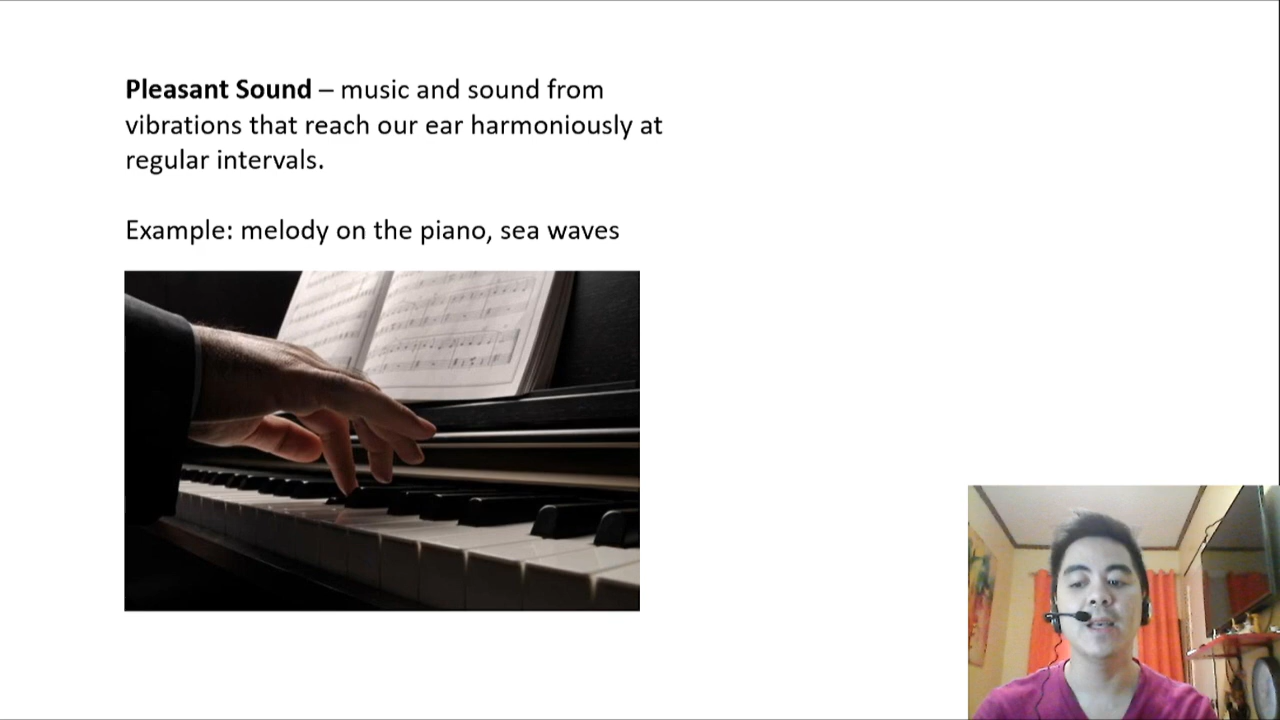 Pleasant Sound – music and sound from
vibrations that reach our ear harmoniously at
regular intervals.
Example: melody on the piano, sea waves